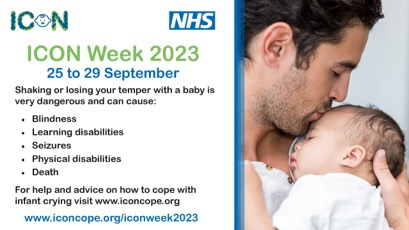 ICON
NHS
ICON Week 2023
25 to 29 September
Shaking or losing your temper with a baby is
very dangerous and can cause:
• Blindness
• Learning disabilities
• Seizures
• Physical disabilities
• Death
For help and advice on how to cope with
infant crying visit www.iconcope.org
www.iconcope.org/iconweek2023